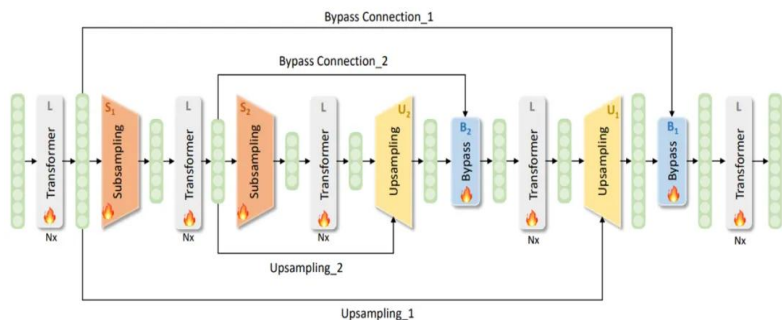 Bypass Connection_1
Bypass Connection_2
L
Transformer
Nx
S₁
Subsampling
L
Transformer
Nx
S₂
Subsampling
L
Transformer
Nx
U₂
Upsampling
B₂
Bypass
L
Transformer
Nx
U₁
Upsampling
B₁
Bypass
L
Transformer
Nx
Upsampling_2
Upsampling_1